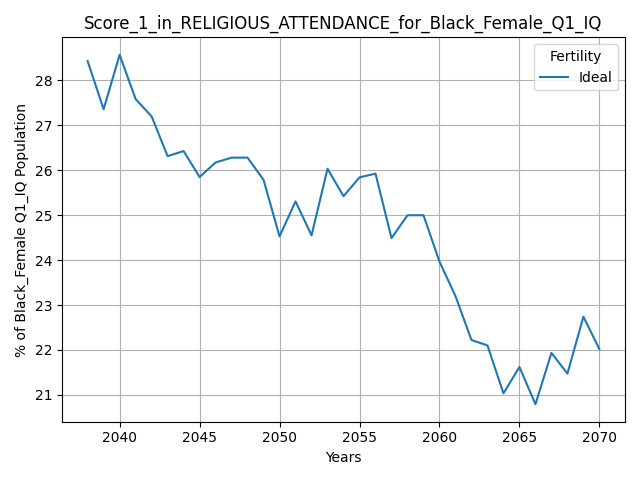 Score_1_in_RELIGIOUS_ATTENDANCE_for_Black_Female_Q1_IQ
Fertility
Ideal
% of Black_Female Q1_IQ Population
28
27
26
25
24
23
22
21
2040 2045 2050 2055 2060 2065 2070
Years